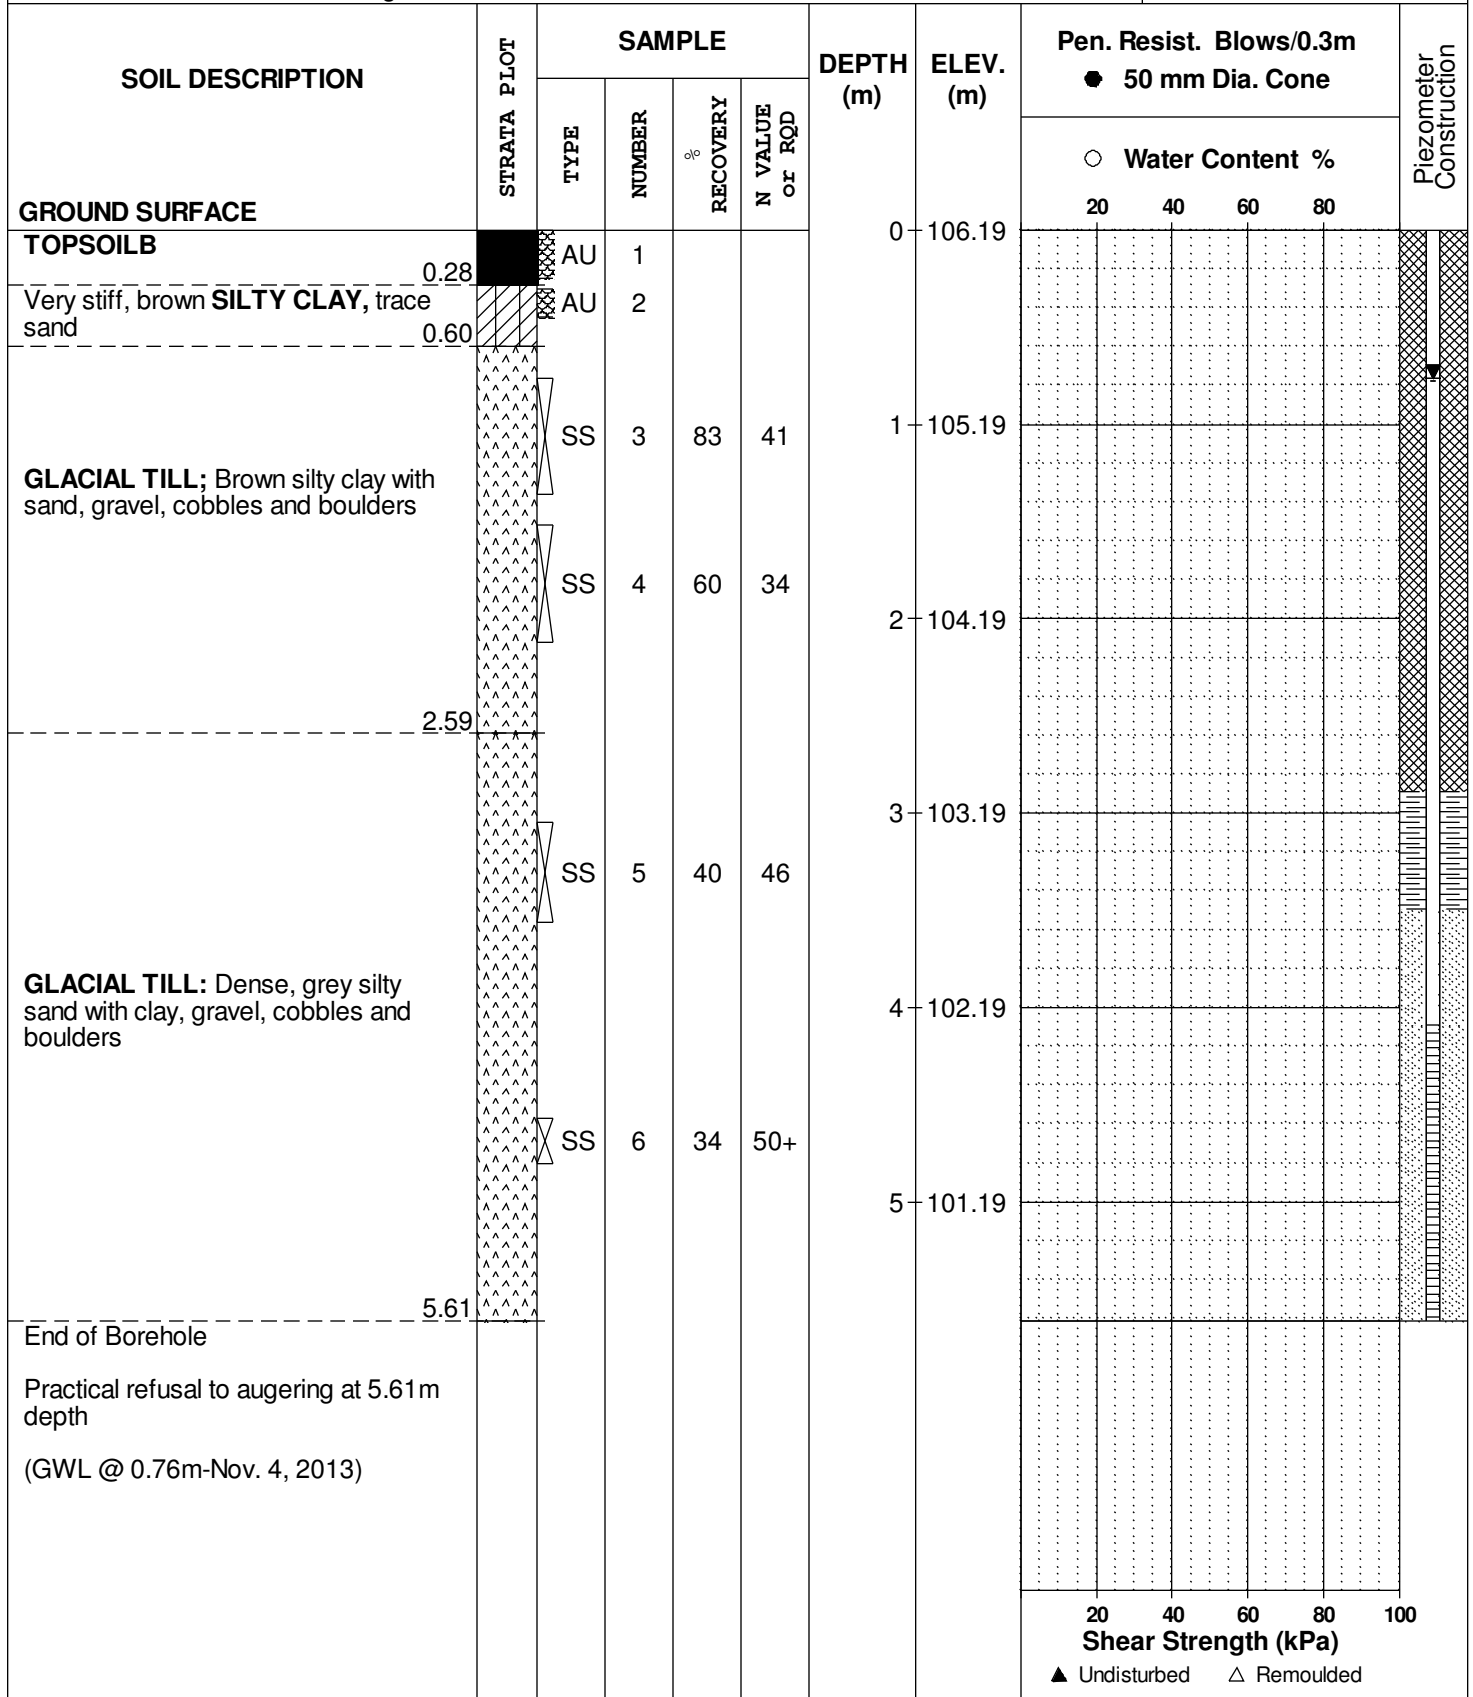 SOIL DESCRIPTION
GROUND SURFACE
STRATA PLOT
SAMPLE
TYPE
NUMBER
% RECOVERY
N VALUE or RQD
DEPTH (m)
ELEV. (m)
Pen. Resist. Blows/0.3m
● 50 mm Dia. Cone
○ Water Content %
20 40 60 80
Piezometer Construction
TOPSOILB
0.28
AU 1
0 106.19
Very stiff, brown SILTY CLAY, trace
sand
0.60
AU 2
SS 3 83 41
1 105.19
GLACIAL TILL; Brown silty clay with
sand, gravel, cobbles and boulders
SS 4 60 34
2 104.19
2.59
3 103.19
SS 5 40 46
GLACIAL TILL: Dense, grey silty
sand with clay, gravel, cobbles and
boulders
4 102.19
SS 6 34 50+
5 101.19
5.61
End of Borehole
Practical refusal to augering at 5.61m
depth
(GWL @ 0.76m-Nov. 4, 2013)
20 40 60 80 100
Shear Strength (kPa)
▲ Undisturbed △ Remoulded